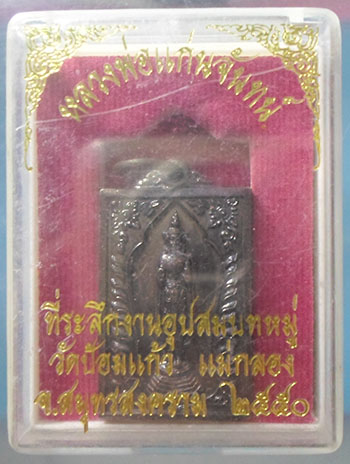 หลวงพ่อแก่นจันทน์
ที่ระลึกงานอุปสมบทหมู่
วัดป้อมแก้ว แม่กลอง
จ.สมุทรสงคราม ๒๕๕๐